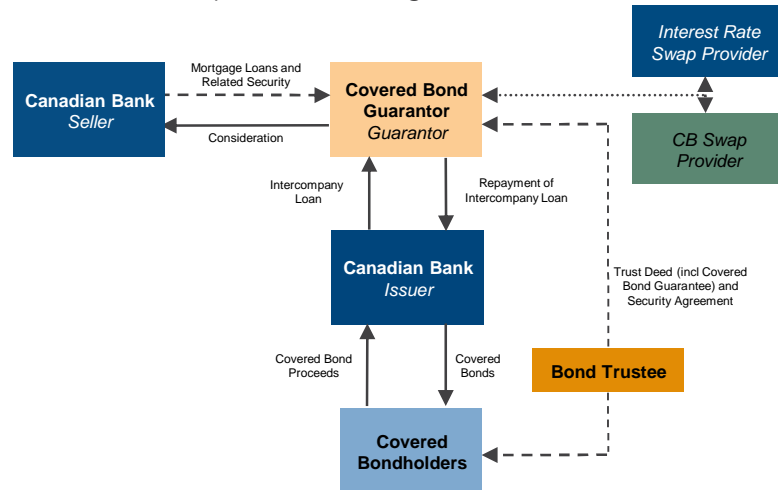 Interest Rate
Swap Provider
Mortgage Loans and
Related Security
Canadian Bank
Seller
Covered Bond
Guarantor
Guarantor
Consideration
CB Swap
Provider
Intercompany
Loan
Repayment of
Intercompany Loan
Canadian Bank
Issuer
Trust Deed (incl Covered
Bond Guarantee) and
Security Agreement
Covered Bond
Proceeds
Covered
Bonds
Bond Trustee
Covered
Bondholders